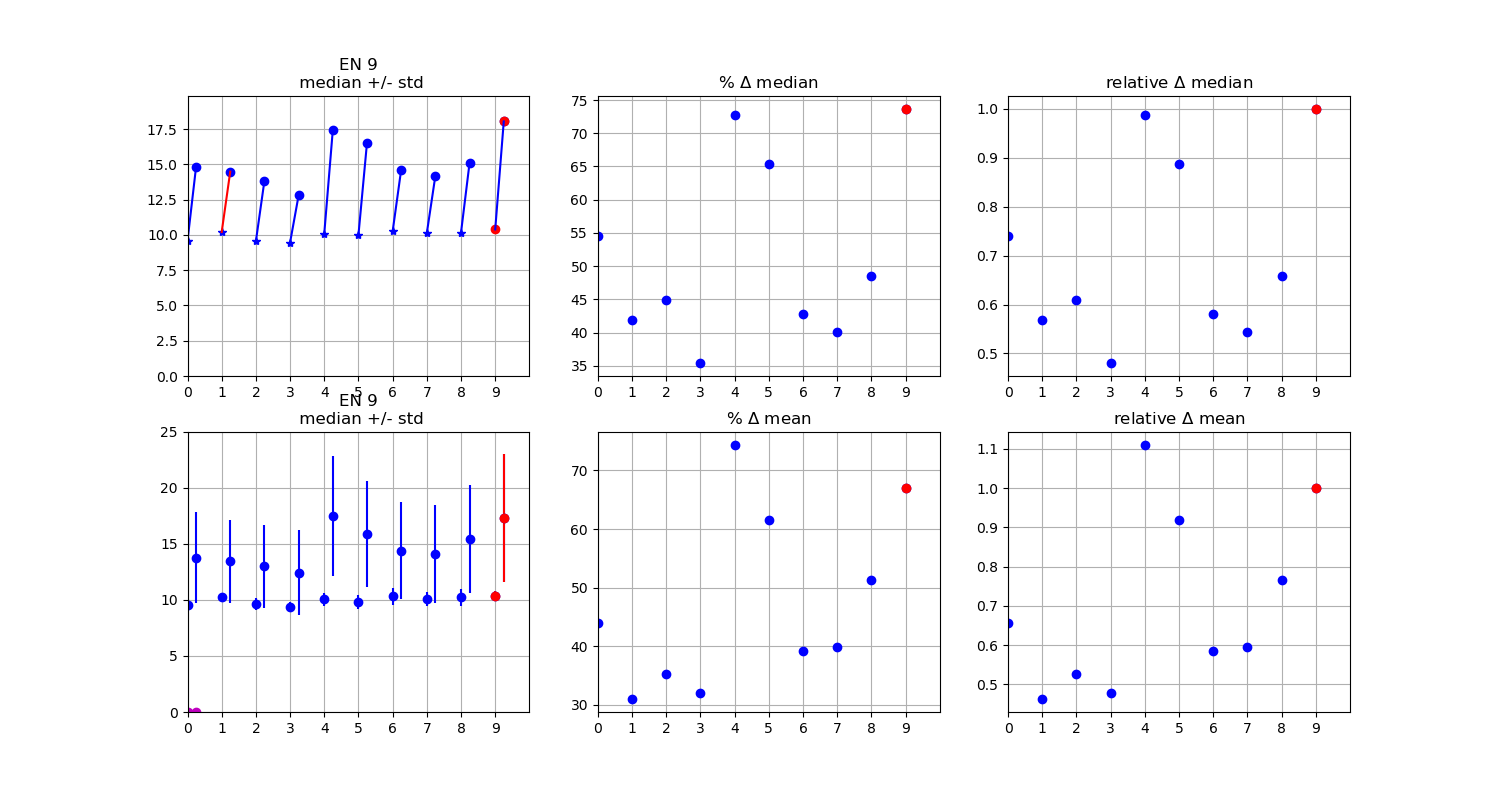 EN 9
median +/- std
17.5
15.0
12.5
10.0
7.5
5.0
2.5
0.0
0 1 2 3 4 5 6 7 8 9
% Δ median
75
70
65
60
55
50
45
40
35
0 1 2 3 4 5 6 7 8 9
relative Δ median
1.0
0.9
0.8
0.7
0.6
0.5
0 1 2 3 4 5 6 7 8 9
EN 9
median +/- std
25
20
15
10
5
0
0 1 2 3 4 5 6 7 8 9
% Δ mean
70
60
50
40
30
0 1 2 3 4 5 6 7 8 9
relative Δ mean
1.1
1.0
0.9
0.8
0.7
0.6
0.5
0 1 2 3 4 5 6 7 8 9